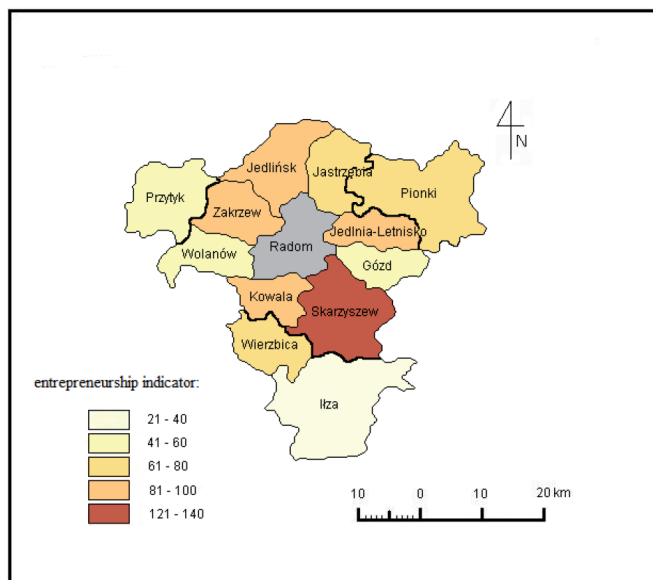 N
Jedlińsk
Jastrzębia
Pionki
Przytyk
Zakrzew
Jedlnia-Letnisko
Radom
Wolanów
Gózd
Kowala
Skarzyszew
Wierzbica
Iłża
entrepreneurship indicator:
21 - 40
41 - 60
61 - 80
81 - 100
121 - 140
10 0 10 20 km